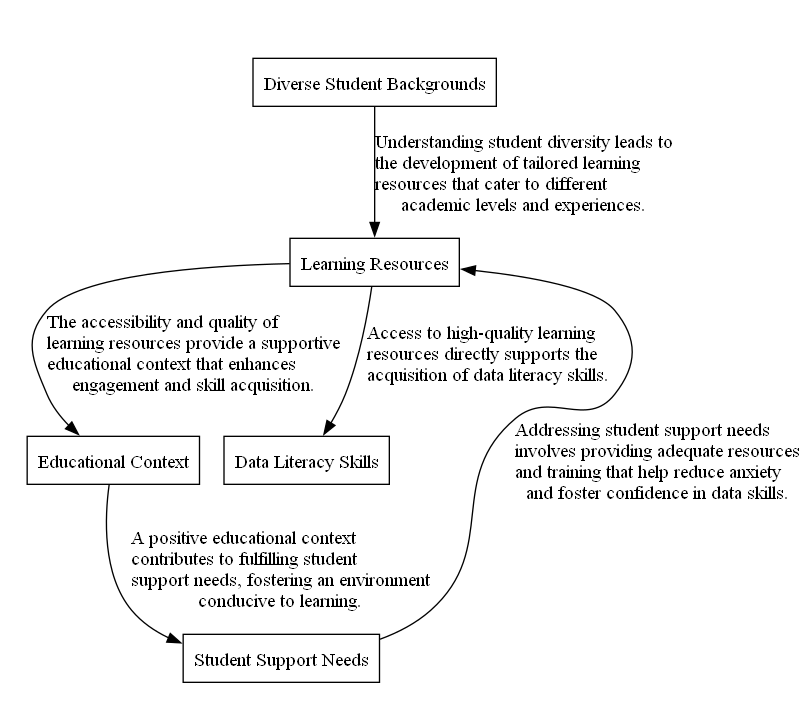 Diverse Student Backgrounds
Understanding student diversity leads to
the development of tailored learning
resources that cater to different
academic levels and experiences.
Learning Resources
The accessibility and quality of
learning resources provide a supportive
educational context that enhances
engagement and skill acquisition.
Access to high-quality learning
resources directly supports the
acquisition of data literacy skills.
Addressing student support needs
involves providing adequate resources
and training that help reduce anxiety
and foster confidence in data skills.
Educational Context
Data Literacy Skills
A positive educational context
contributes to fulfilling student
support needs, fostering an environment
conducive to learning.
Student Support Needs